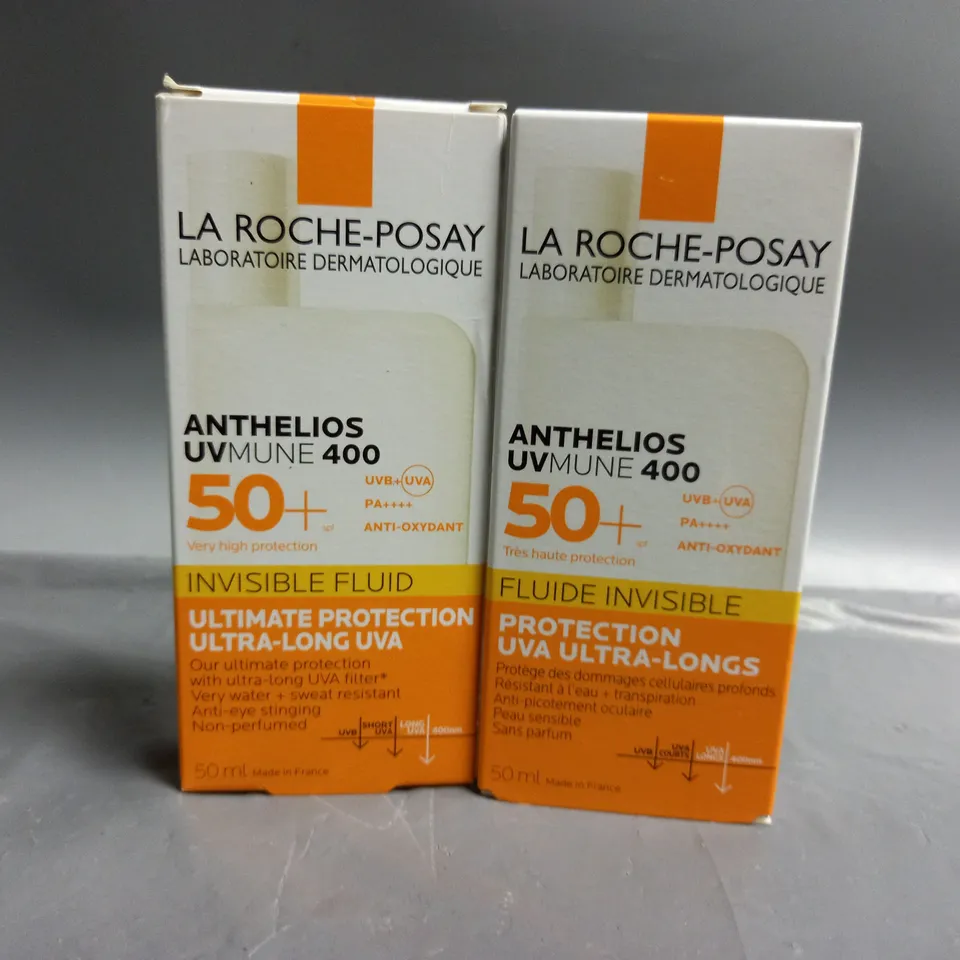 LA ROCHE-POSAY
LABORATOIRE DERMATOLOGIQUE
ANTHELIOS
UVMUNE 400
50+
SPF
UVB+UVA
PA++++
ANTI-OXYDANT
Very high protection
INVISIBLE FLUID
ULTIMATE PROTECTION
ULTRA-LONG UVA
Our ultimate protection
with ultra-long UVA filter*
Very water + sweat resistant
Anti-eye stinging
Non-perfumed
UVB
SHORT UVA
LONG UVA
400nm
50 ml Made in France
LA ROCHE-POSAY
LABORATOIRE DERMATOLOGIQUE
ANTHELIOS
UVMUNE 400
50+
SPF
UVB+UVA
PA++++
ANTI-OXYDANT
Très haute protection
FLUIDE INVISIBLE
PROTECTION
UVA ULTRA-LONGS
Protège des dommages cellulaires profonds
Résistant à l'eau + transpiration
Anti-picotement oculaire
Peau sensible
Sans parfum
UVB
UVA COURTS
UVA LONGS
400nm
50 ml Made in France